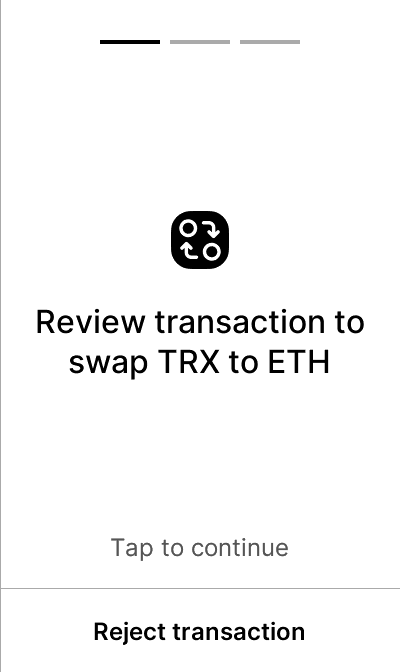 Review transaction to
swap TRX to ETH
Tap to continue
Reject transaction